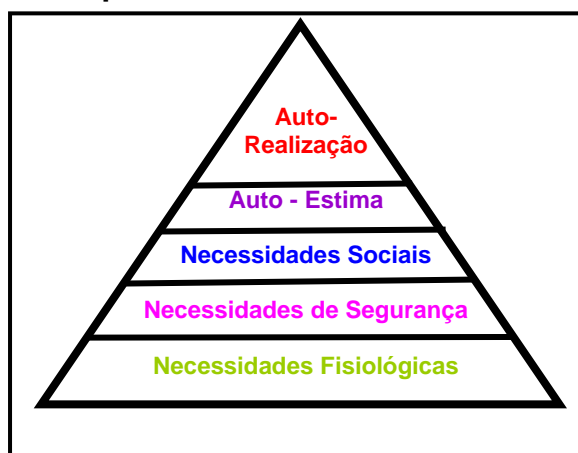 Auto-
Realização
Auto - Estima
Necessidades Sociais
Necessidades de Segurança
Necessidades Fisiológicas